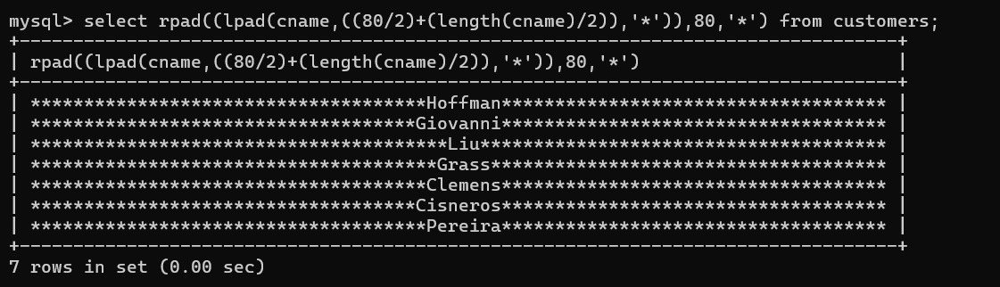 mysql> select rpad((lpad(cname,((80/2)+(length(cname)/2)),'*')),80,'*') from customers;
+----------------------------------------------------------------------------------+
| rpad((lpad(cname,((80/2)+(length(cname)/2)),'*')),80,'*')                        |
+----------------------------------------------------------------------------------+
| *************************************Hoffman************************************ |
| ************************************Giovanni************************************ |
| ***************************************Liu************************************** |
| **************************************Grass************************************* |
| *************************************Clemens************************************ |
| ************************************Cisneros************************************ |
| *************************************Pereira************************************ |
+----------------------------------------------------------------------------------+
7 rows in set (0.00 sec)